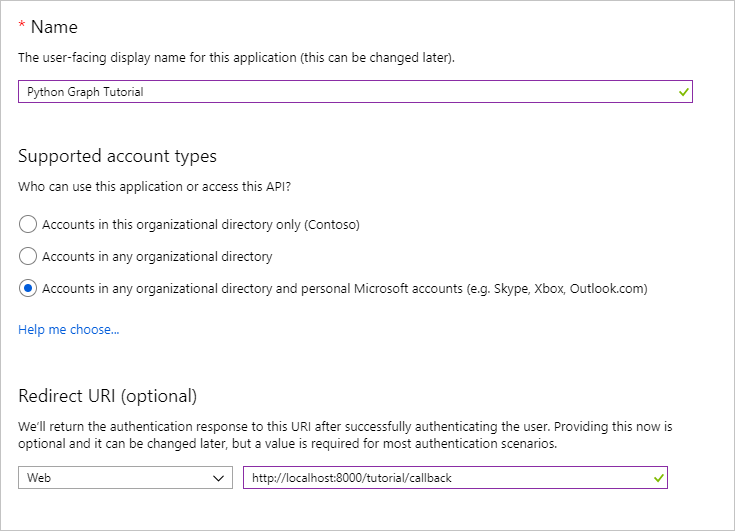 * Name
The user-facing display name for this application (this can be changed later).
Python Graph Tutorial
Supported account types
Who can use this application or access this API?
Accounts in this organizational directory only (Contoso)
Accounts in any organizational directory
Accounts in any organizational directory and personal Microsoft accounts (e.g. Skype, Xbox, Outlook.com)
Help me choose...
Redirect URI (optional)
We'll return the authentication response to this URI after successfully authenticating the user. Providing this now is
optional and it can be changed later, but a value is required for most authentication scenarios.
Web
http://localhost:8000/tutorial/callback